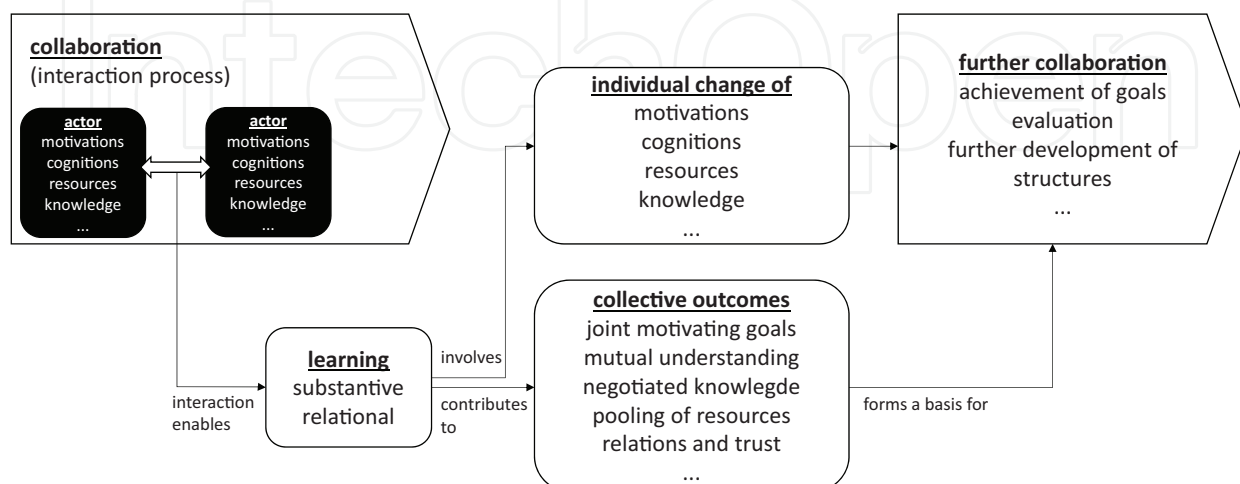 IntechOpen
collaboration
(interaction process)
actor
motivations
cognitions
resources
knowledge
...
actor
motivations
cognitions
resources
knowledge
...
interaction
enables
learning
substantive
relational
involves
contributes
to
individual change of
motivations
cognitions
resources
knowledge
...
collective outcomes
joint motivating goals
mutual understanding
negotiated knowlegde
pooling of resources
relations and trust
...
forms a basis for
further collaboration
achievement of goals
evaluation
further development of
structures
...